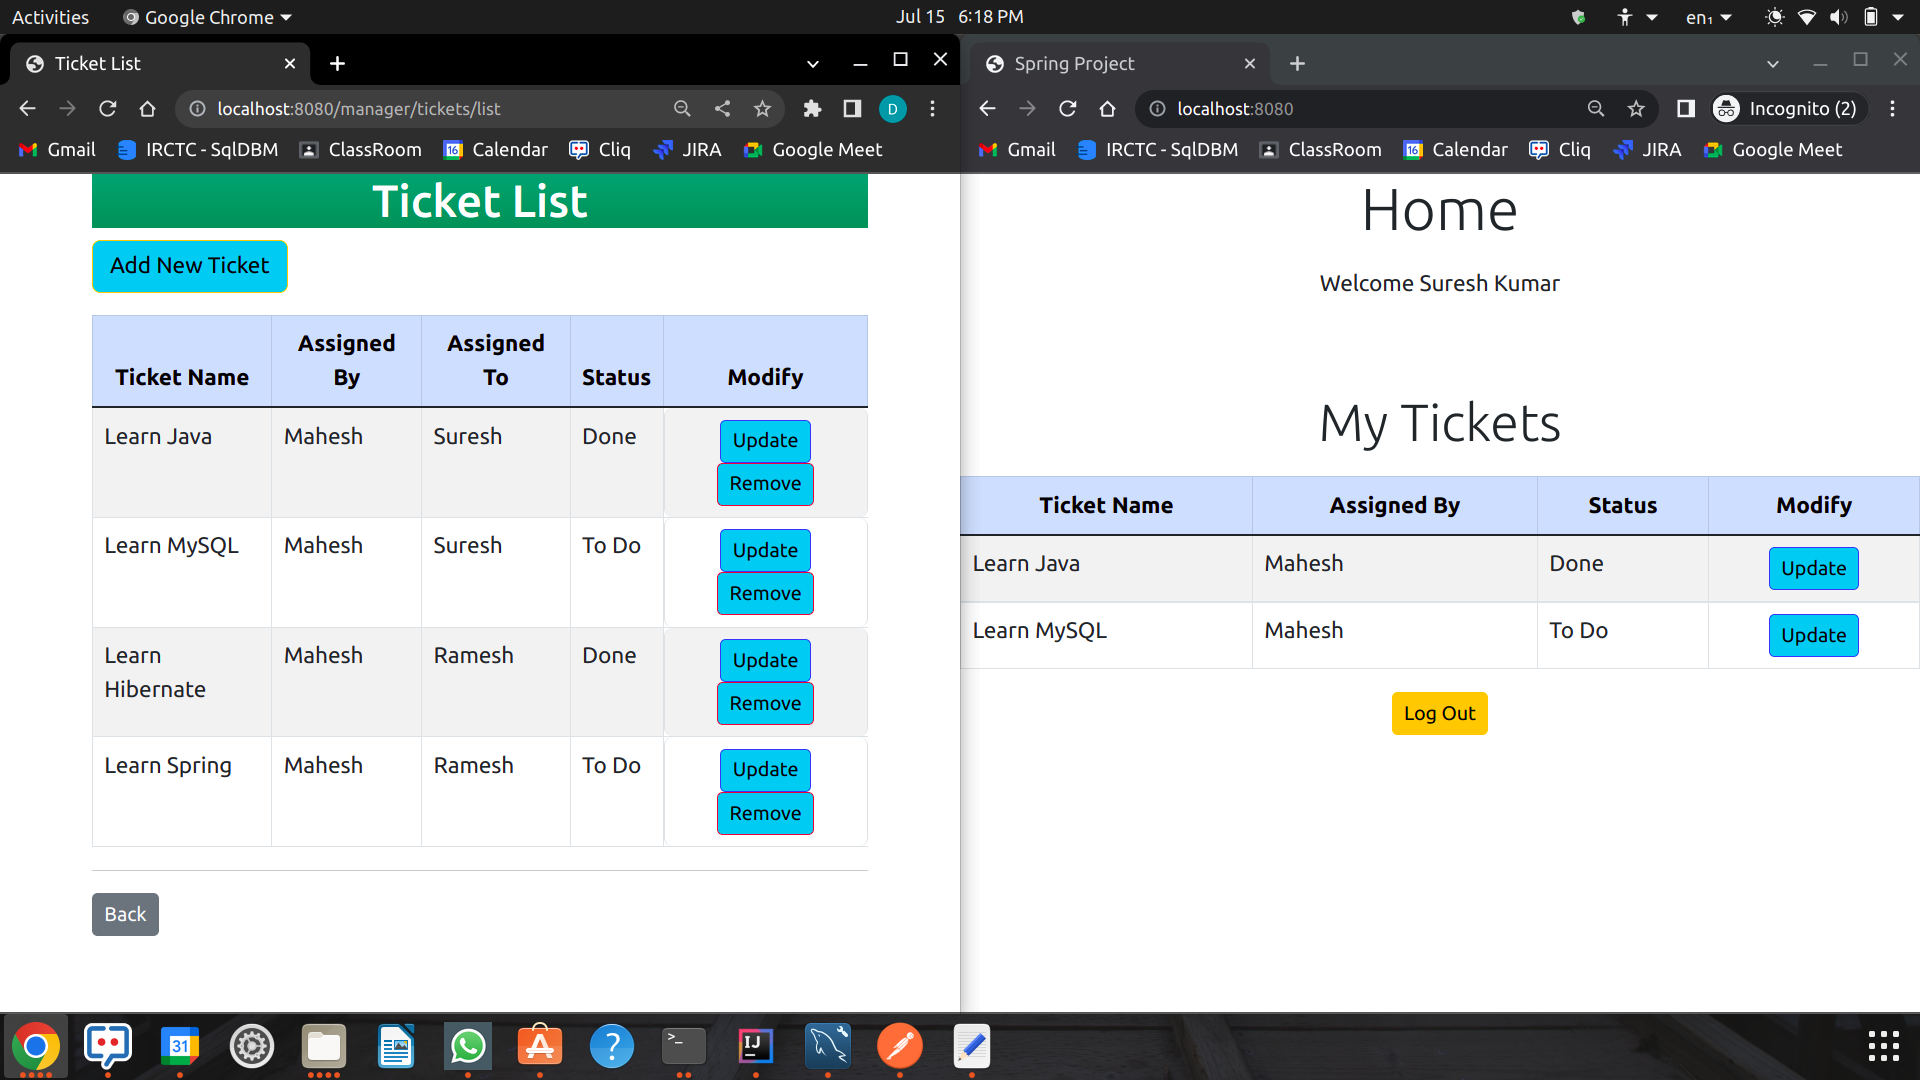 Activities
Google Chrome
Jul 15 6:18 PM
en₁
Ticket List
localhost:8080/manager/tickets/list
D
Gmail
IRCTC - SqlDBM
ClassRoom
16
Calendar
Cliq
JIRA
Google Meet
Ticket List
Add New Ticket
Ticket Name
Assigned By
Assigned To
Status
Modify
Learn Java
Mahesh
Suresh
Done
Update
Remove
Learn MySQL
Mahesh
Suresh
To Do
Update
Remove
Learn
Hibernate
Mahesh
Ramesh
Done
Update
Remove
Learn Spring
Mahesh
Ramesh
To Do
Update
Remove
Back
Spring Project
localhost:8080
Incognito (2)
Gmail
IRCTC - SqlDBM
ClassRoom
16
Calendar
Cliq
JIRA
Google Meet
Home
Welcome Suresh Kumar
My Tickets
Ticket Name
Assigned By
Status
Modify
Learn Java
Mahesh
Done
Update
Learn MySQL
Mahesh
To Do
Update
Log Out
31
?
>_
IJ